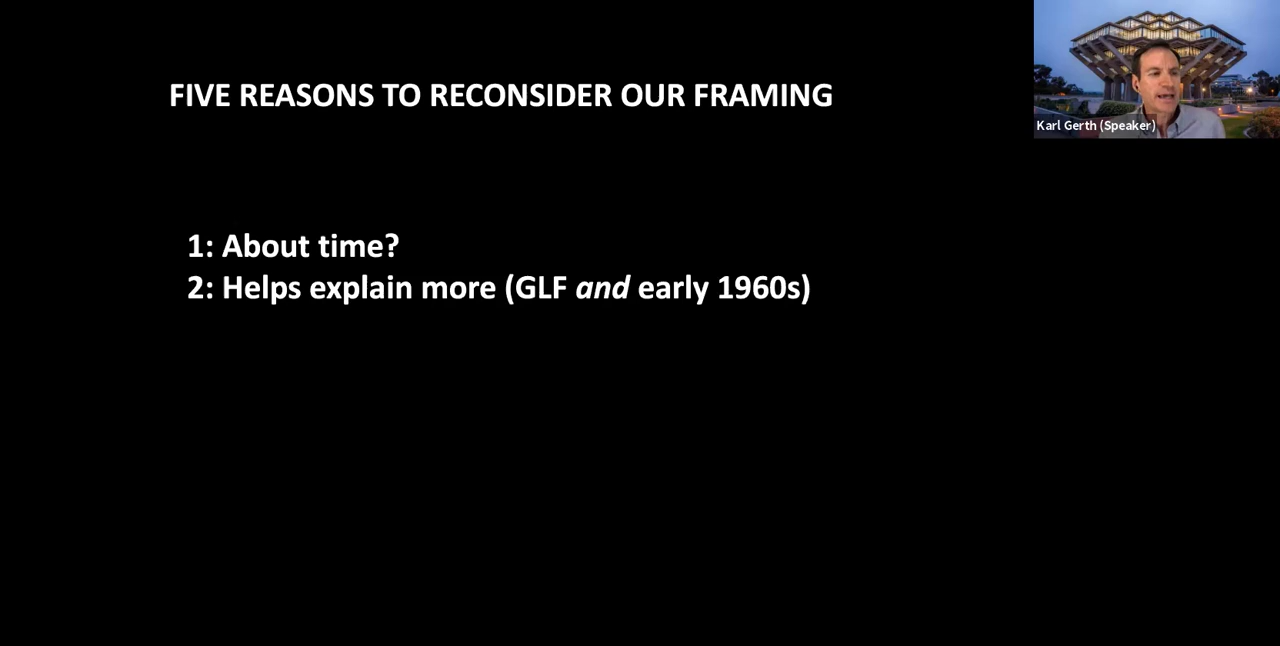 FIVE REASONS TO RECONSIDER OUR FRAMING
Karl Gerth (Speaker)
1: About time?
2: Helps explain more (GLF and early 1960s)